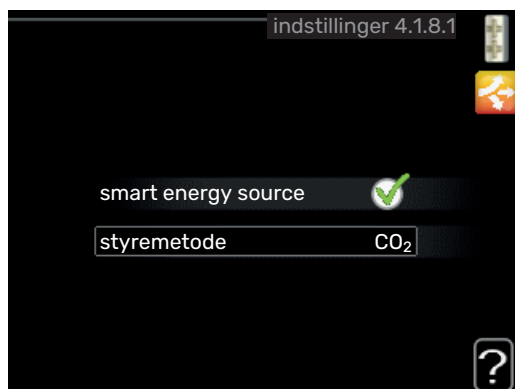 indstillinger 4.1.8.1
smart energy source
styremetode CO₂
?